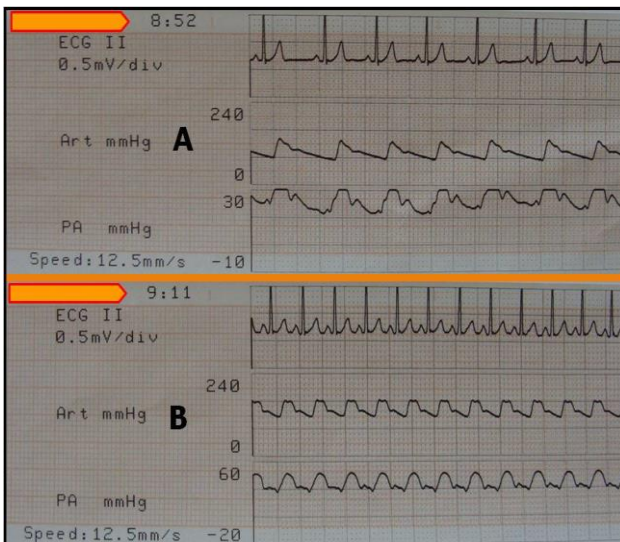 8:52
ECG II
0.5mV/div
240
Art mmHg A
0
30
PA mmHg
Speed:12.5mm/s -10
9:11
ECG II
0.5mV/div
240
Art mmHg B
0
60
PA mmHg
Speed:12.5mm/s -20